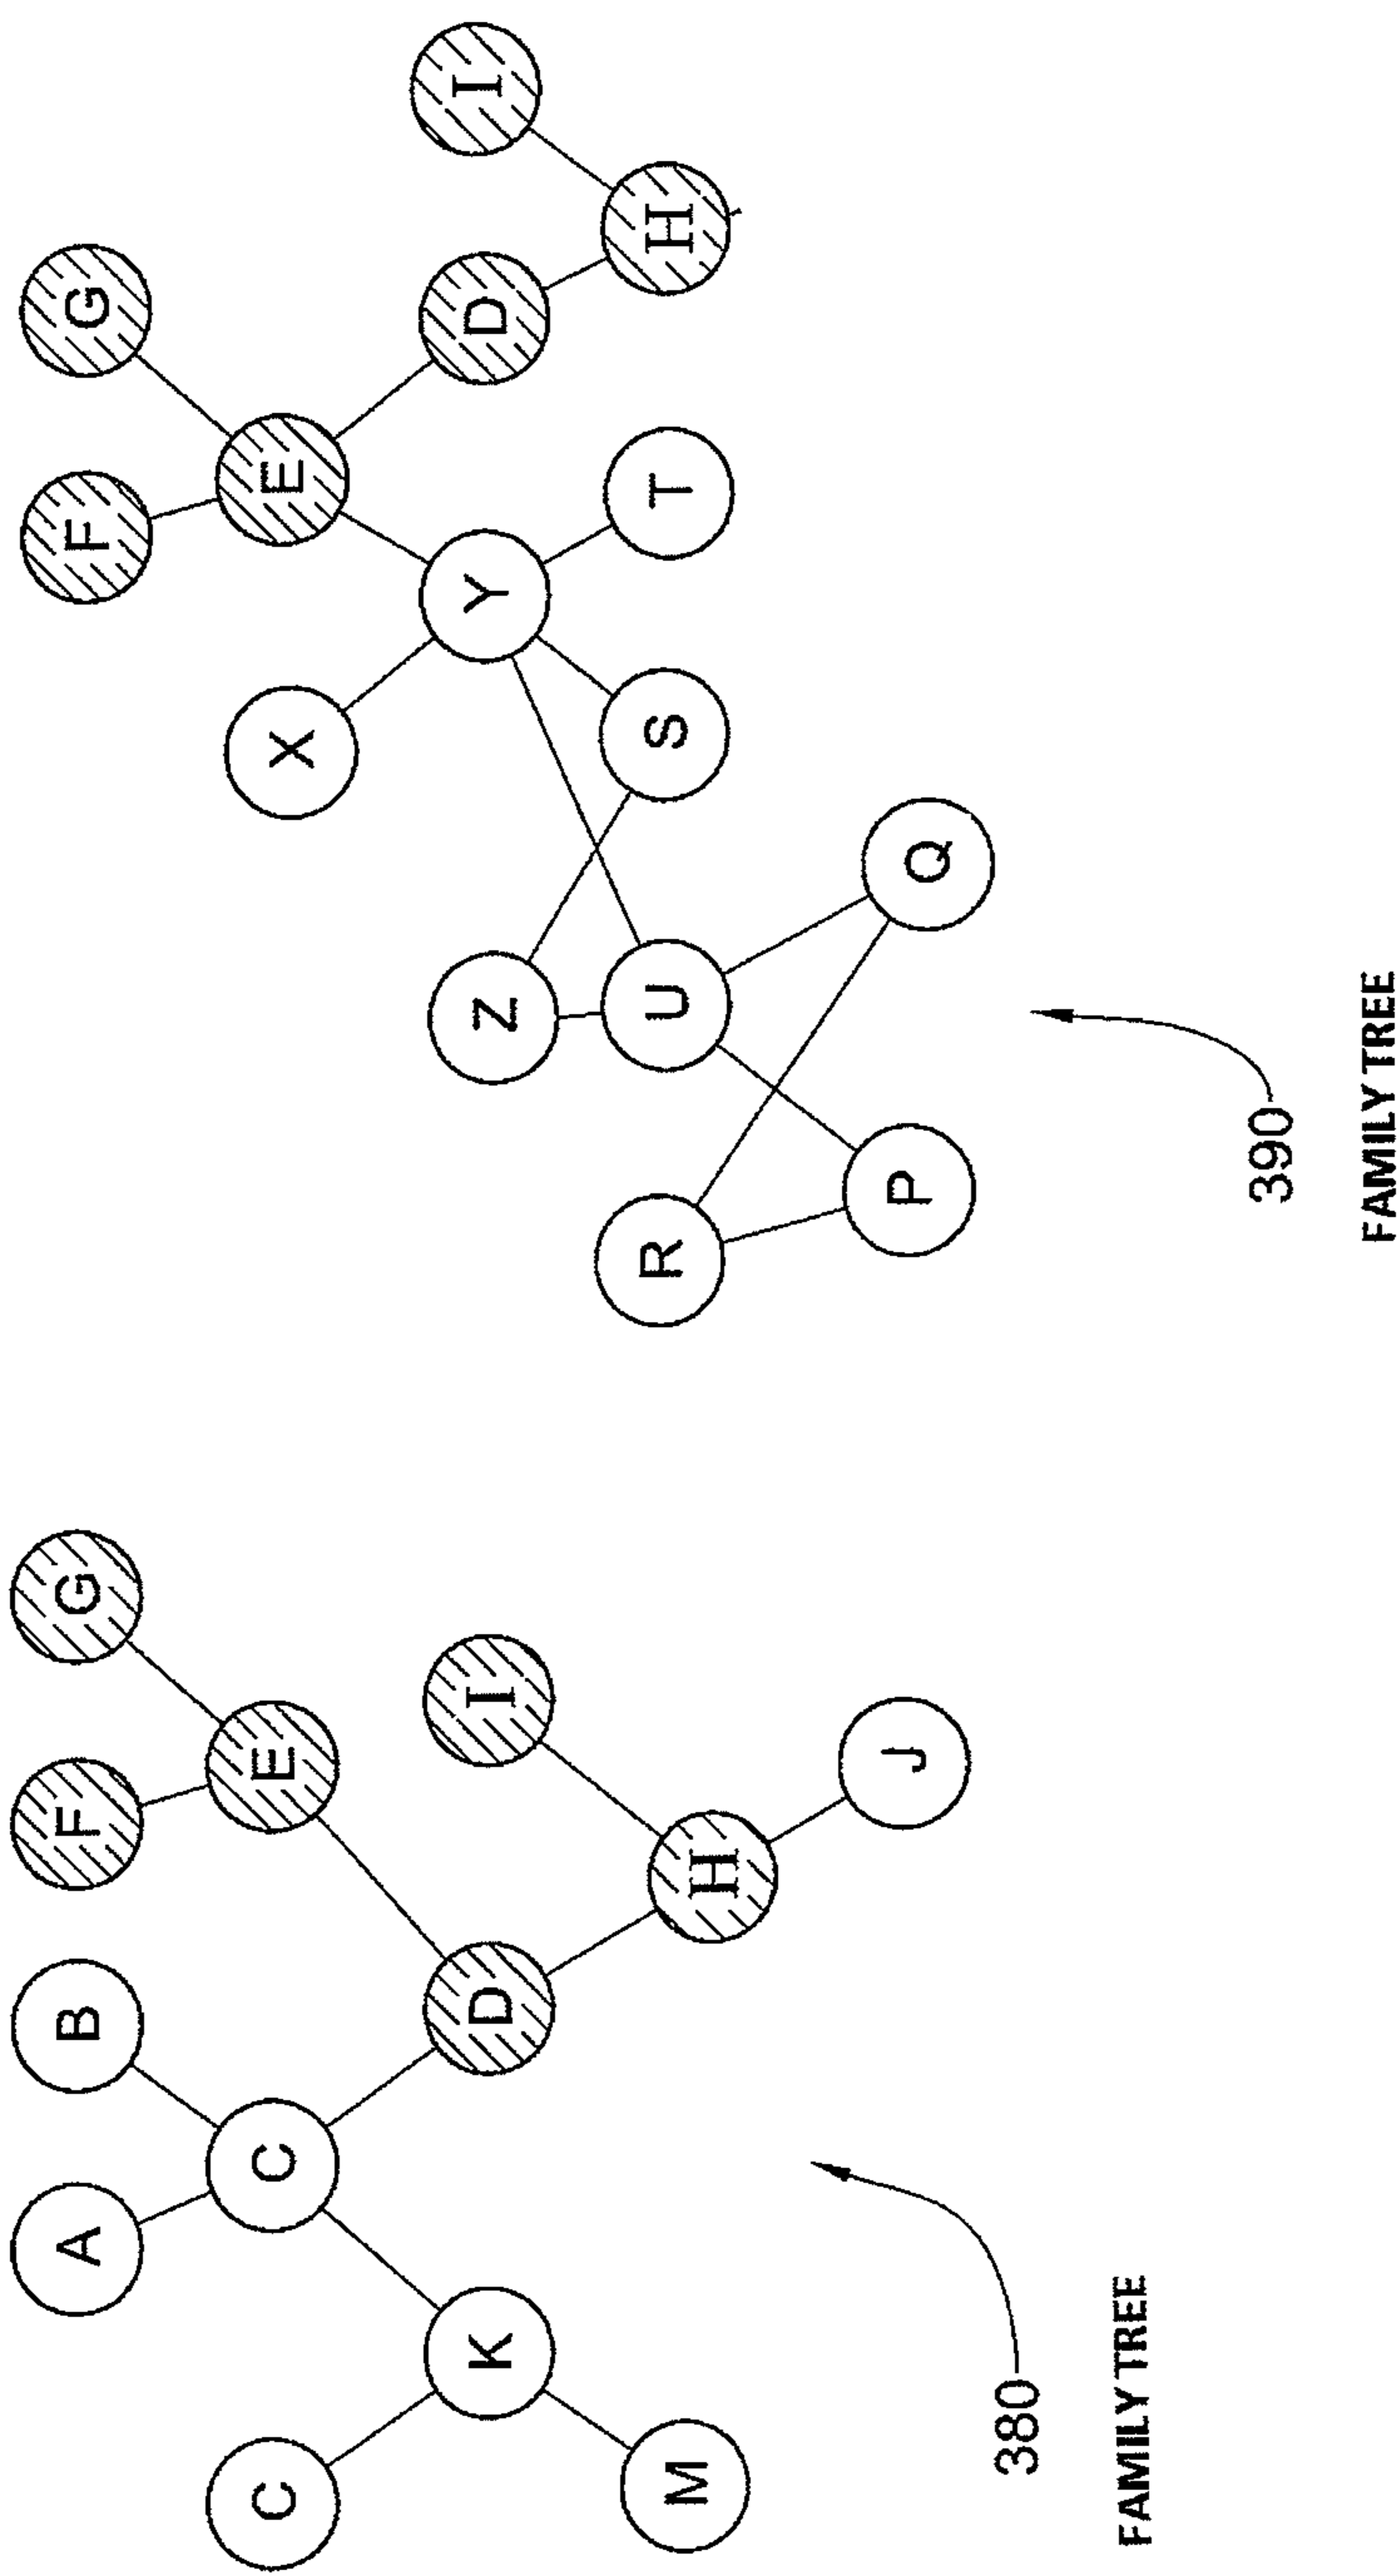 A B F G
C C E
K D I
M H
J
380
FAMILY TREE
F G
X E
Z Y D I
R U S T H
P Q
390
FAMILY TREE